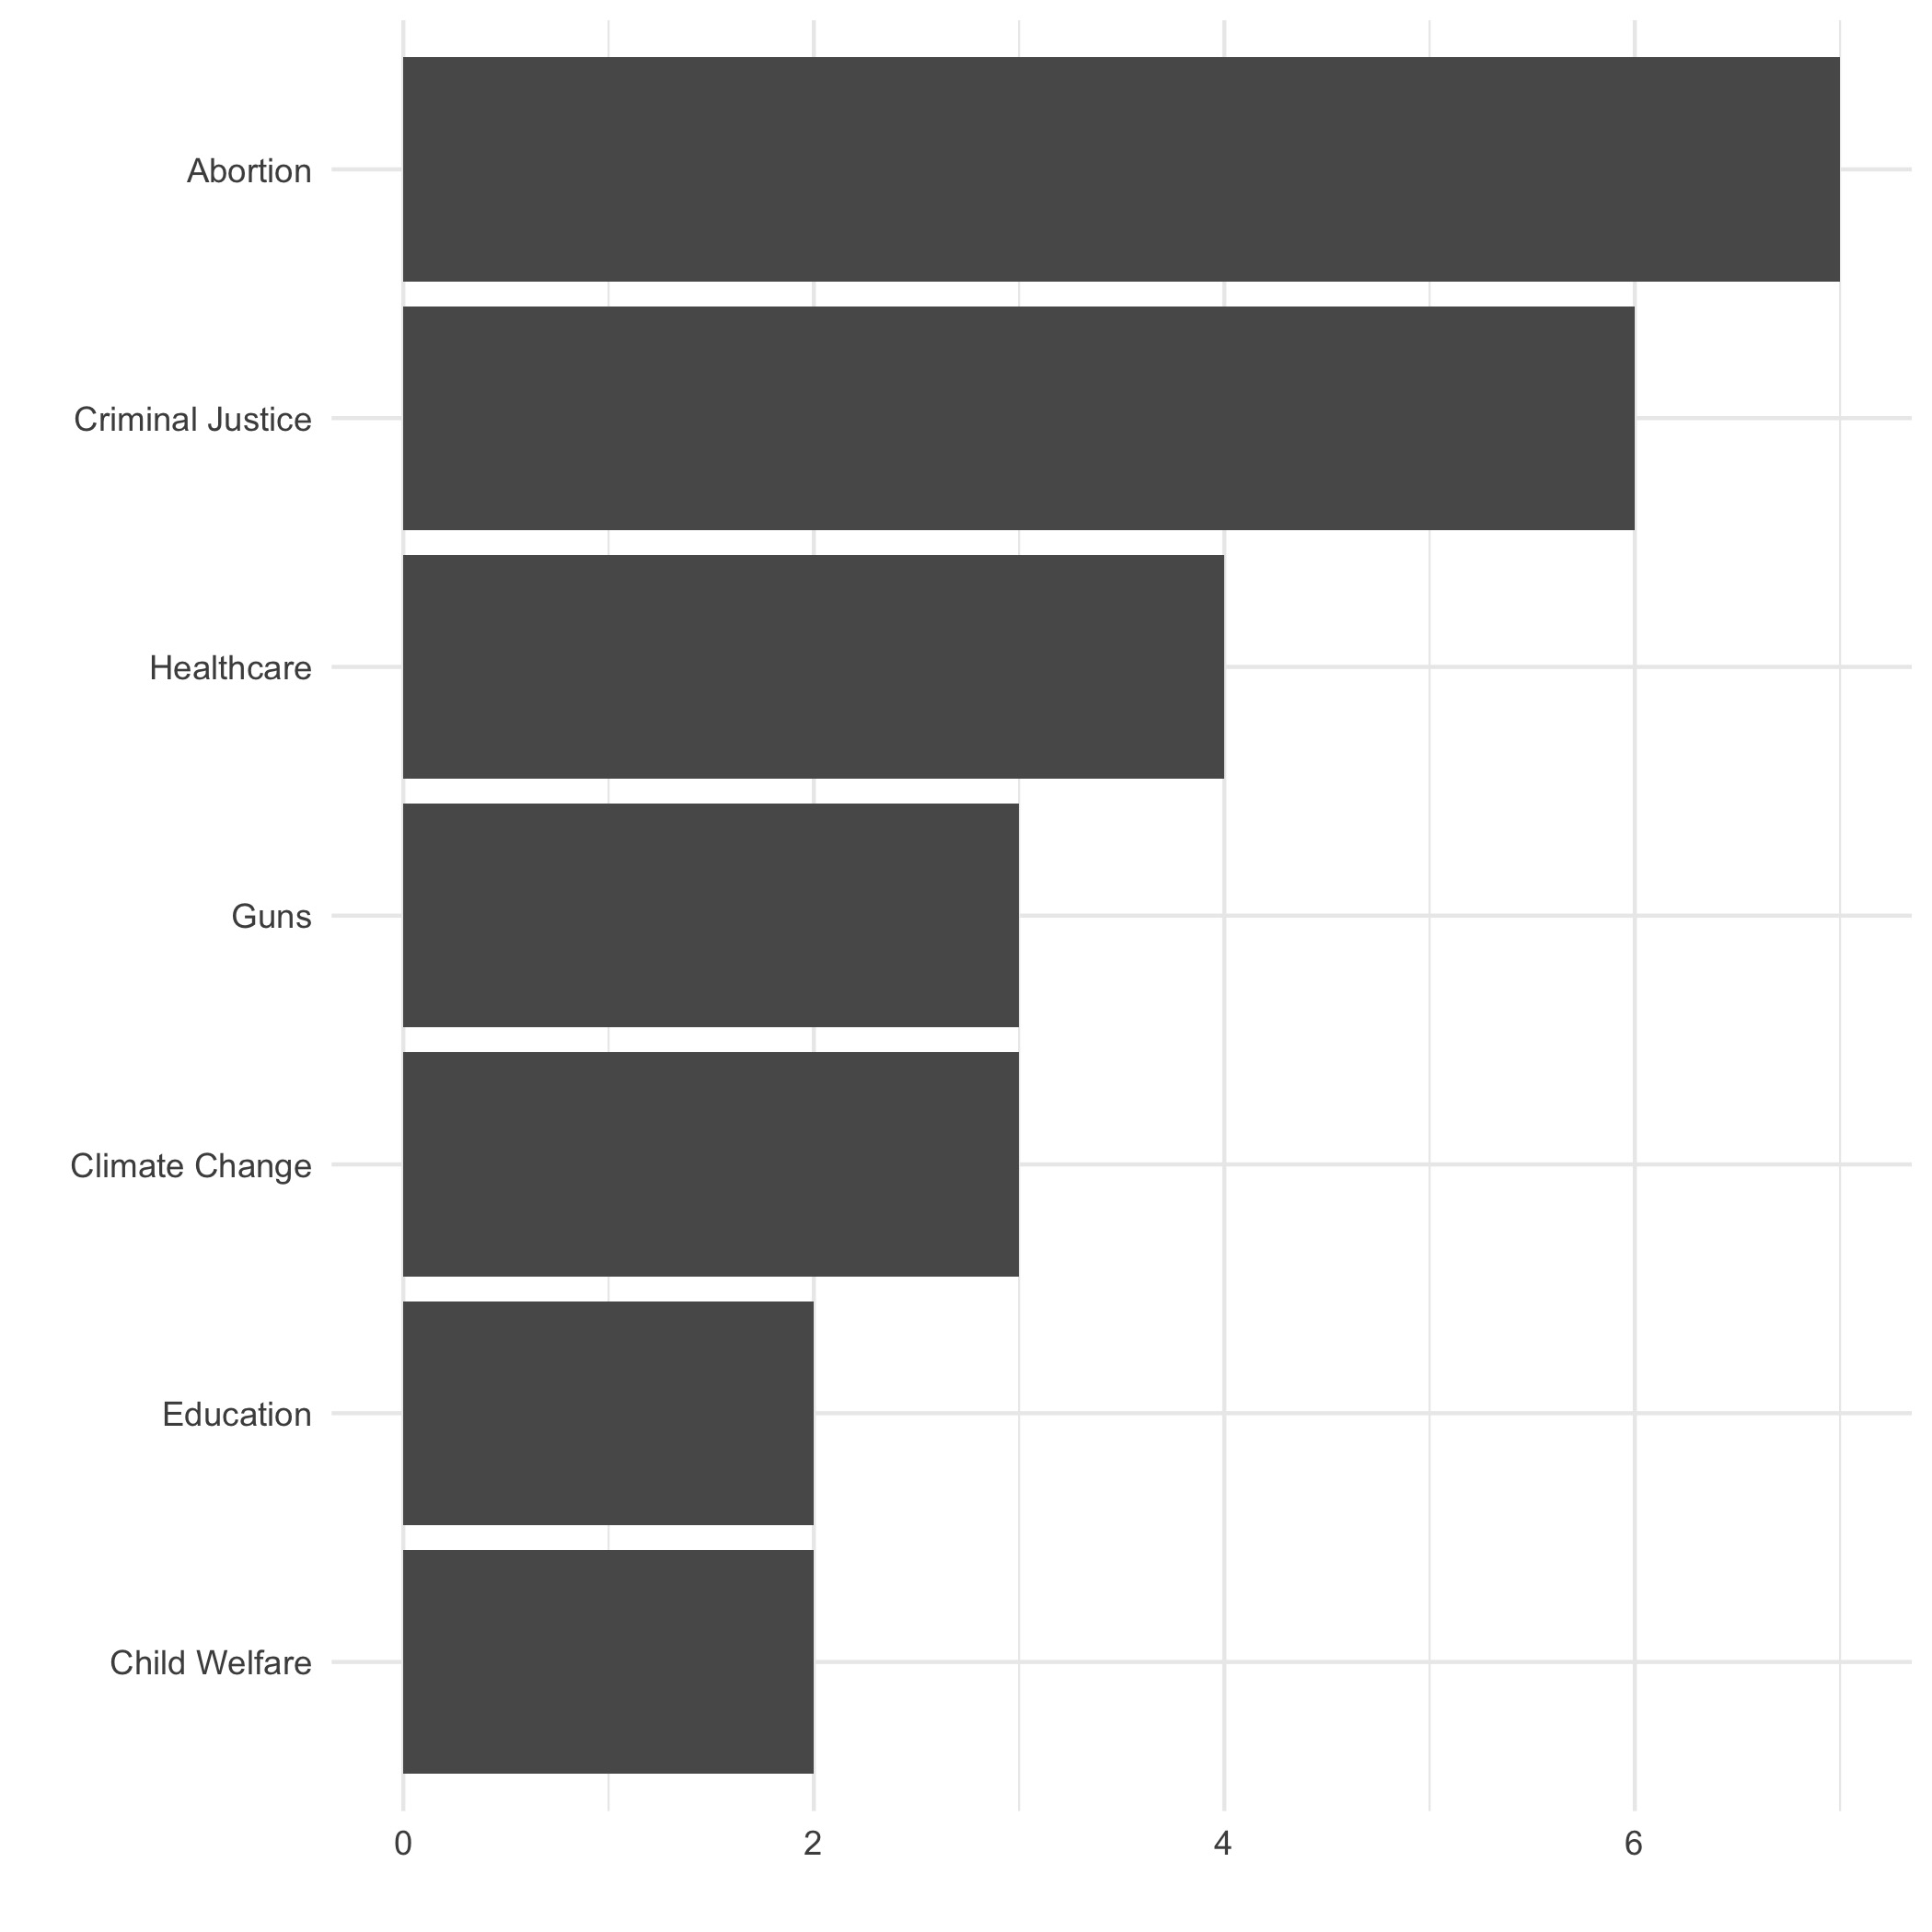 Abortion
Criminal Justice
Healthcare
Guns
Climate Change
Education
Child Welfare
0 2 4 6